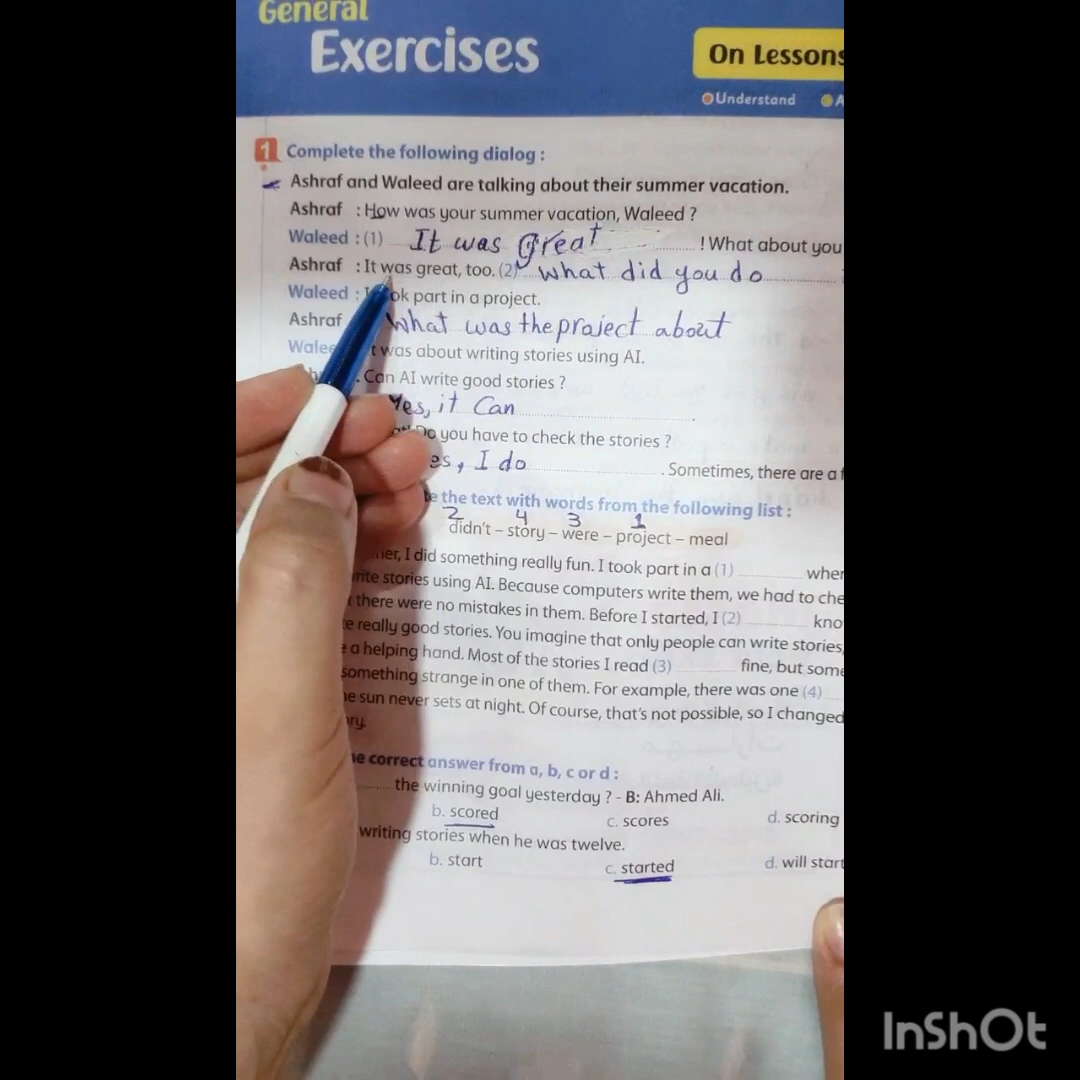 General
Exercises
On Lessons
Understand
1 Complete the following dialog :
Ashraf and Waleed are talking about their summer vacation.
Ashraf : How was your summer vacation, Waleed ?
Waleed : (1) It was great ! What about you
Ashraf : It was great, too. (2) what did you do
Waleed : part in a project.
Ashraf What was the project about
was about writing stories using AI.
Can AI write good stories ?
Yes, it Can .
Do you have to check the stories ?
, I do . Sometimes, there are a
the text with words from the following list :
2 4 3 1
didn't – story – were – project – meal
I did something really fun. I took part in a (1)
stories using AI. Because computers write them, we had to
there were no mistakes in them. Before I started, I (2)
really good stories. You imagine that only people can write stories,
a helping hand. Most of the stories I read (3) fine, but
something strange in one of them. For example, there was one (4)
sun never sets at night. Of course, that's not possible, so I changed
correct answer from a, b, c or d :
the winning goal yesterday ? - B: Ahmed Ali.
b. scored c. scores d. scoring
writing stories when he was twelve.
b. start c. started d. will start
InShOt